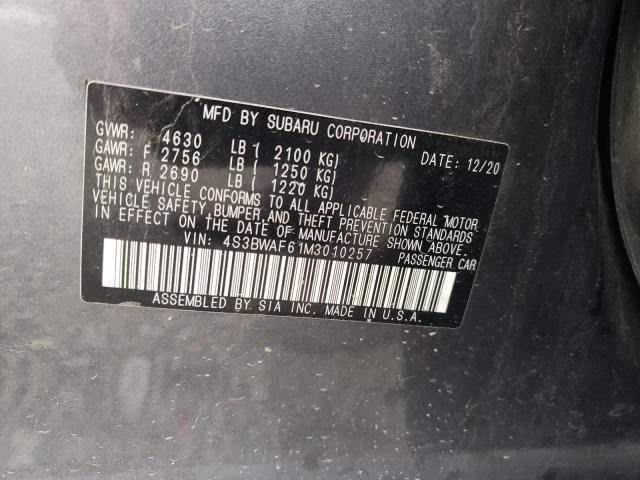 MFD BY SUBARU CORPORATION
GVWR: 4630 LB ( 2100 KG) DATE: 12/20
GAWR: F 2756 LB ( 1250 KG)
GAWR: R 2690 LB ( 1220 KG)
THIS VEHICLE CONFORMS TO ALL APPLICABLE FEDERAL MOTOR
VEHICLE SAFETY, BUMPER, AND THEFT PREVENTION STANDARDS
IN EFFECT ON THE DATE OF MANUFACTURE SHOWN ABOVE.
VIN: 4S3BWAF61M3010257 PASSENGER CAR
ASSEMBLED BY SIA INC. MADE IN U.S.A.